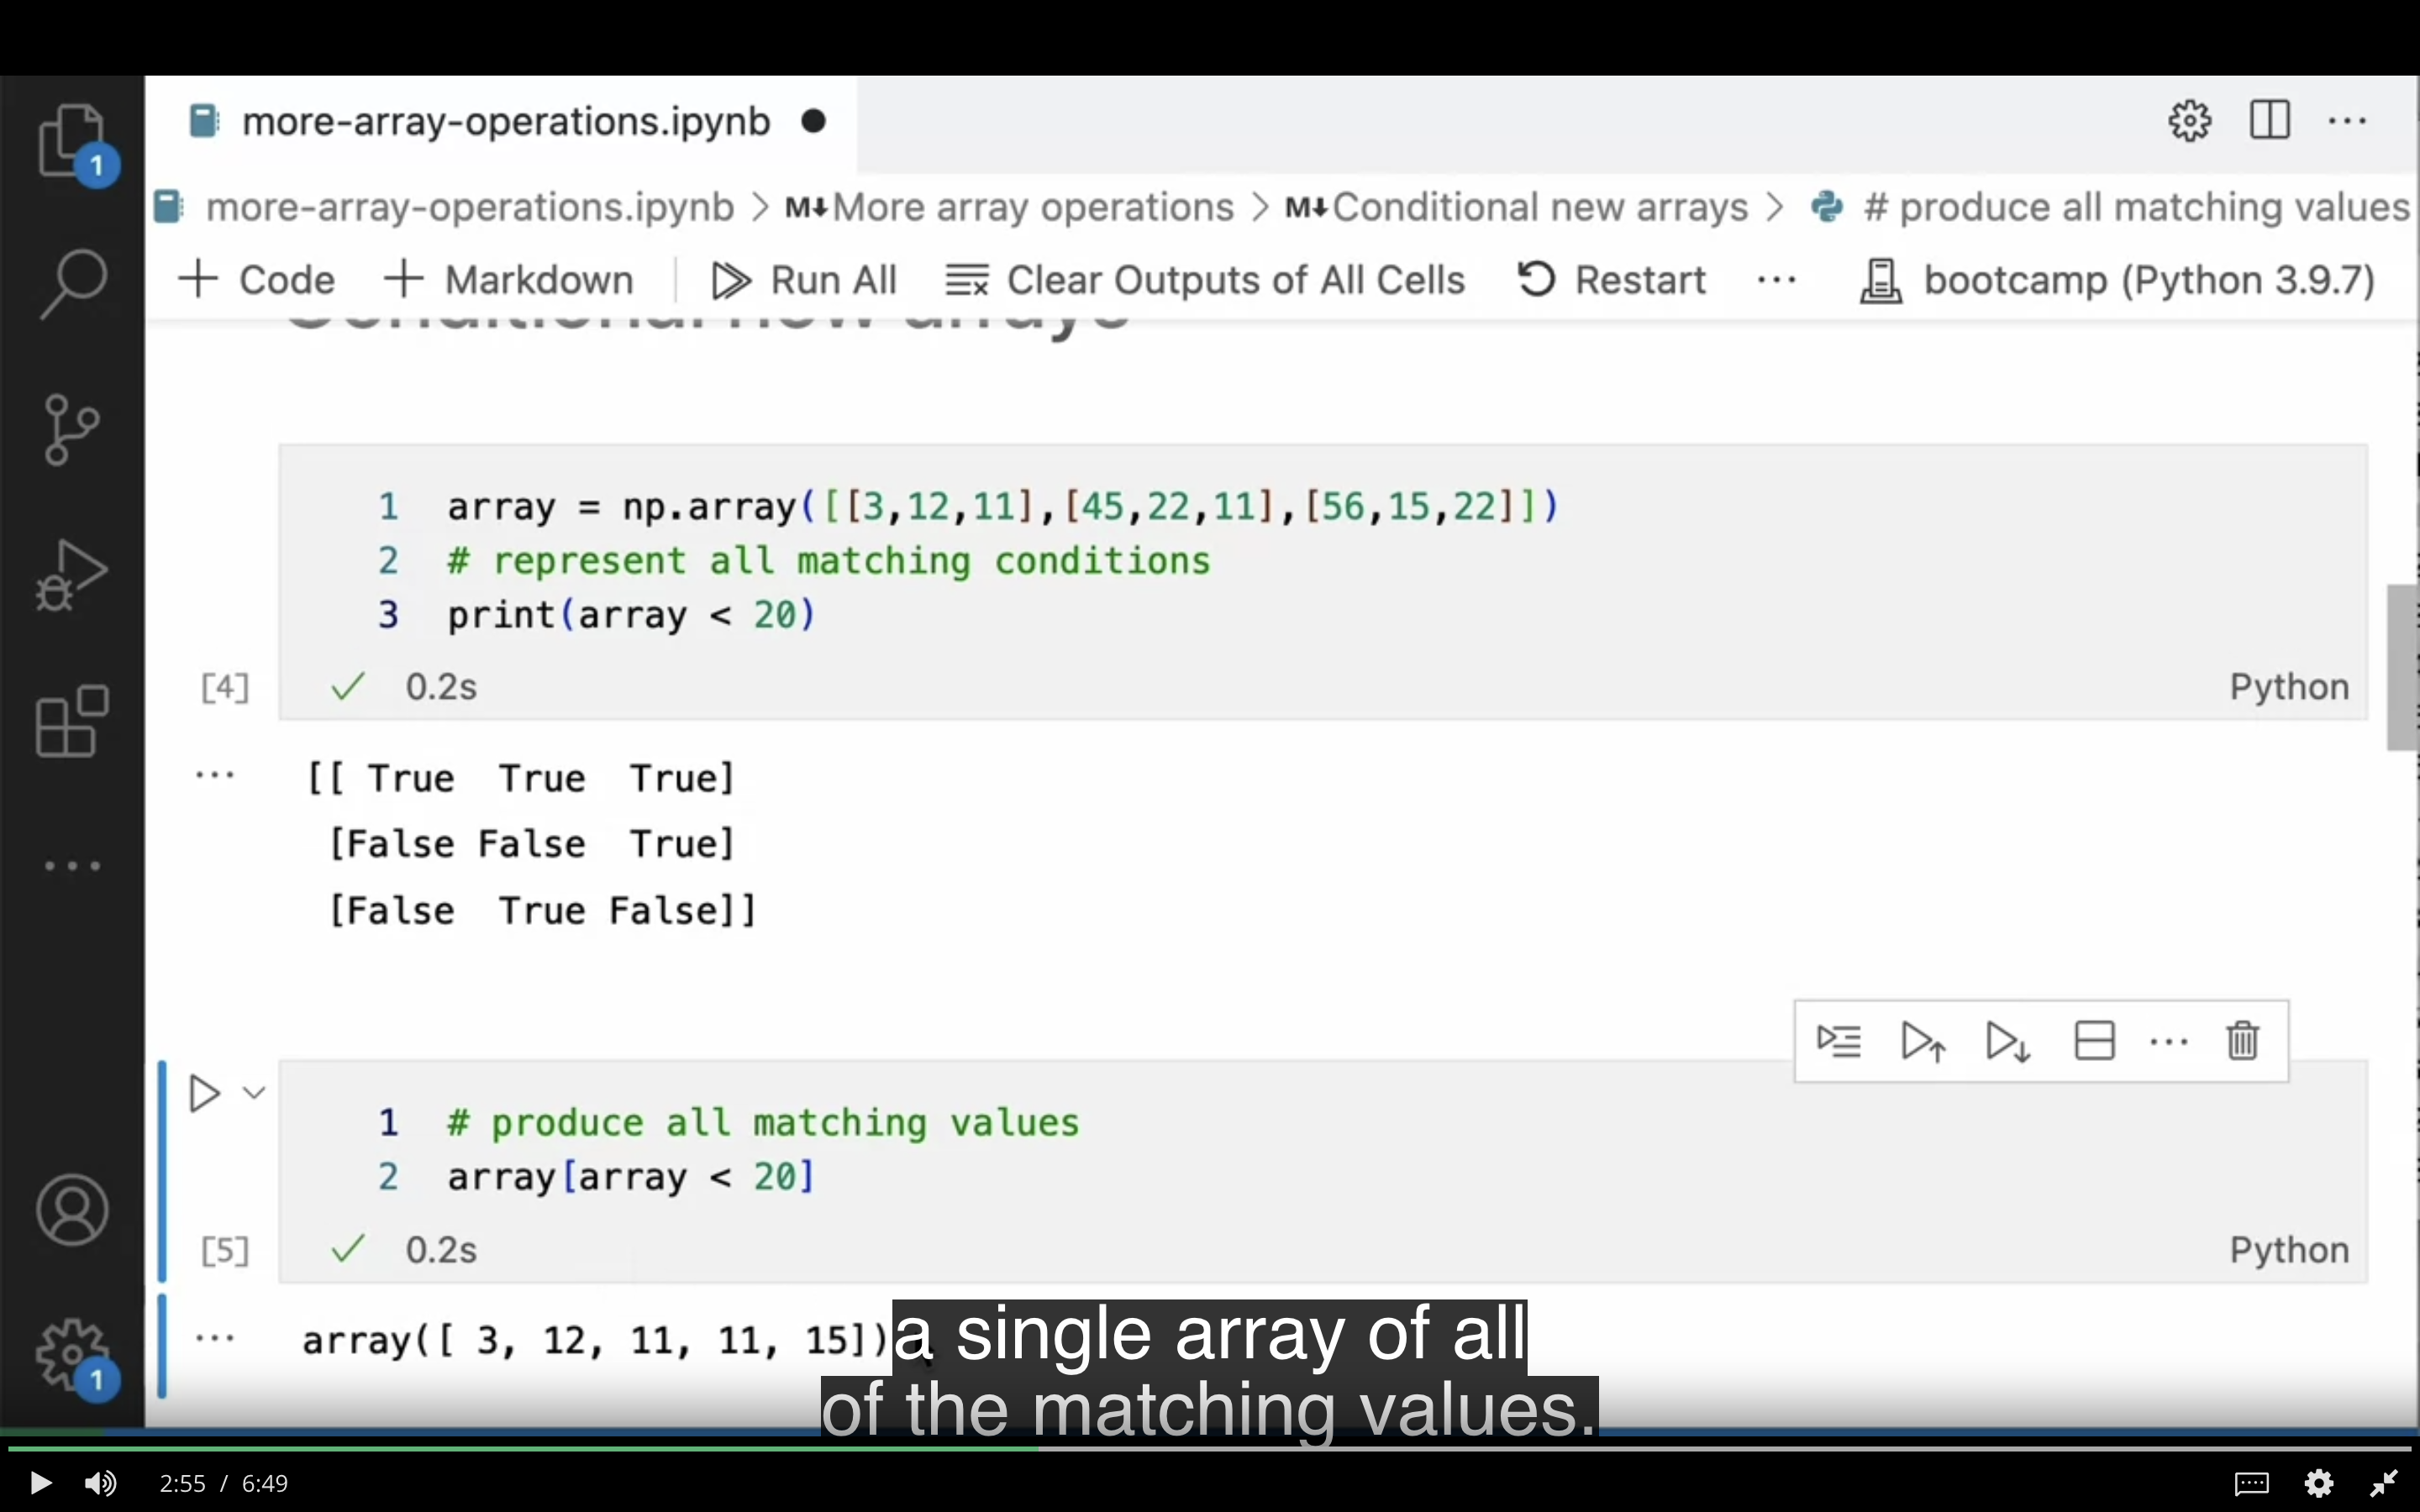 more-array-operations.ipynb
1
more-array-operations.ipynb > M↓ More array operations > M↓ Conditional new arrays > # produce all matching values
+ Code + Markdown Run All Clear Outputs of All Cells Restart ... bootcamp (Python 3.9.7)
Conditional new arrays
1 array = np.array([[3,12,11],[45,22,11],[56,15,22]])
2 # represent all matching conditions
3 print(array < 20)
[4] ✓ 0.2s Python
... [[ True  True  True]
[False False  True]
[False  True False]]
1 # produce all matching values
2 array[array < 20]
[5] ✓ 0.2s Python
... array([ 3, 12, 11, 11, 15])
1
a single array of all
of the matching values.
2:55 / 6:49